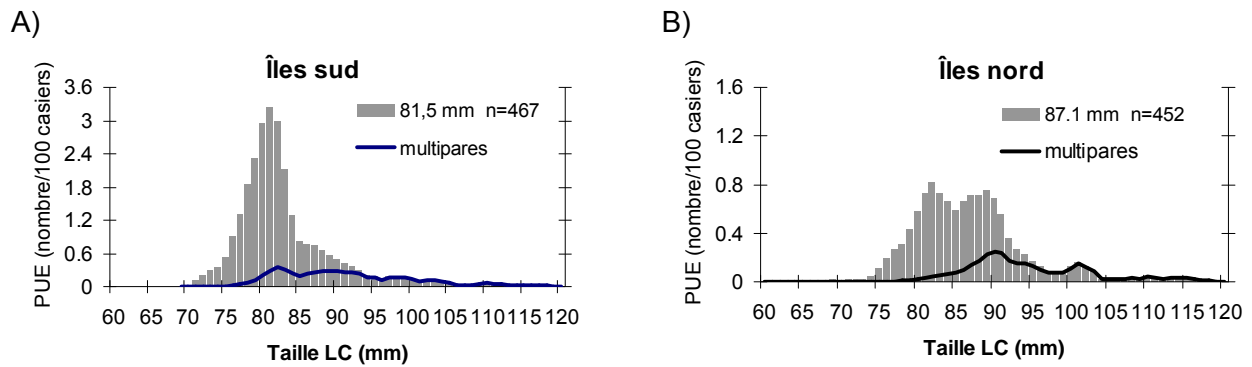 A)
Îles sud
PUE (nombre/100 casiers)
3.6
3
2.4
1.8
1.2
0.6
0
81,5 mm n=467
multipares
60 65 70 75 80 85 90 95 100 105 110 115 120
Taille LC (mm)
B)
Îles nord
PUE (nombre/100 casiers)
1.6
1.2
0.8
0.4
0
87.1 mm n=452
multipares
60 65 70 75 80 85 90 95 100 105 110 115 120
Taille LC (mm)